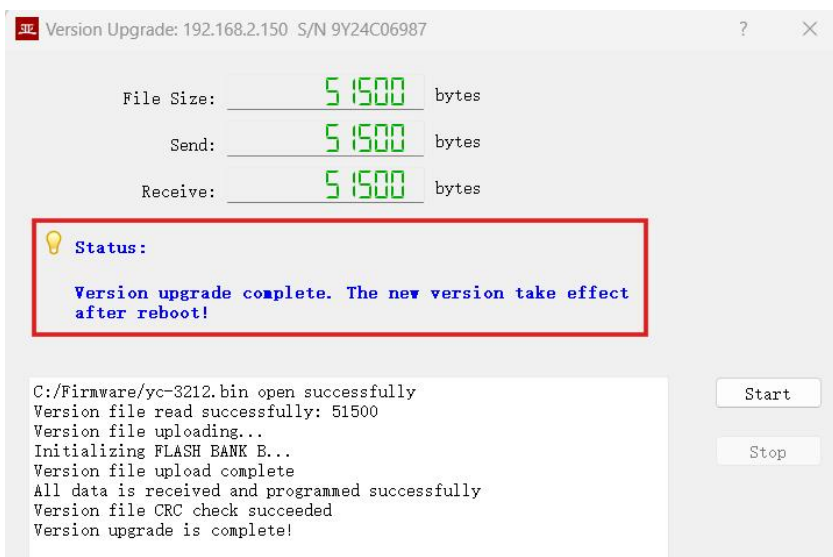 Version Upgrade: 192.168.2.150 S/N 9Y24C06987 ?
File Size: 51500 bytes
Send: 51500 bytes
Receive: 51500 bytes
Status:
Version upgrade complete. The new version take effect
after reboot!
C:/Firmware/yc-3212.bin open successfully
Version file read successfully: 51500
Version file uploading...
Initializing FLASH BANK B...
Version file upload complete
All data is received and programmed successfully
Version file CRC check succeeded
Version upgrade is complete!
Start
Stop